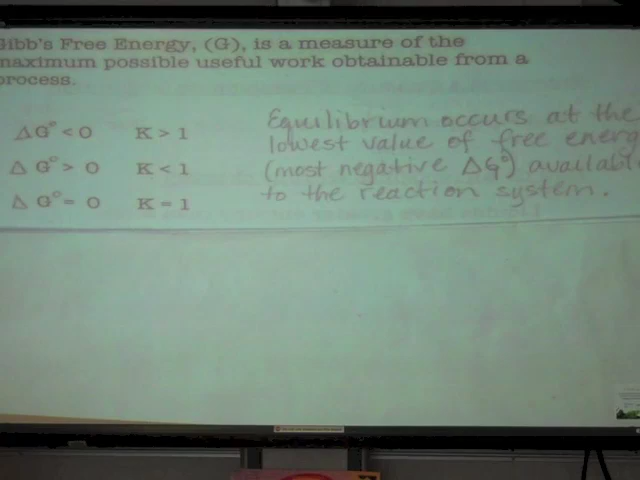 Gibb's Free Energy, (G), is a measure of the
maximum possible useful work obtainable from a
process.
ΔG° < 0 K > 1
ΔG° > 0 K < 1
ΔG° = 0 K = 1
Equilibrium occurs at the
lowest value of free energ
(most negative ΔG°) availabl
to the reaction system.